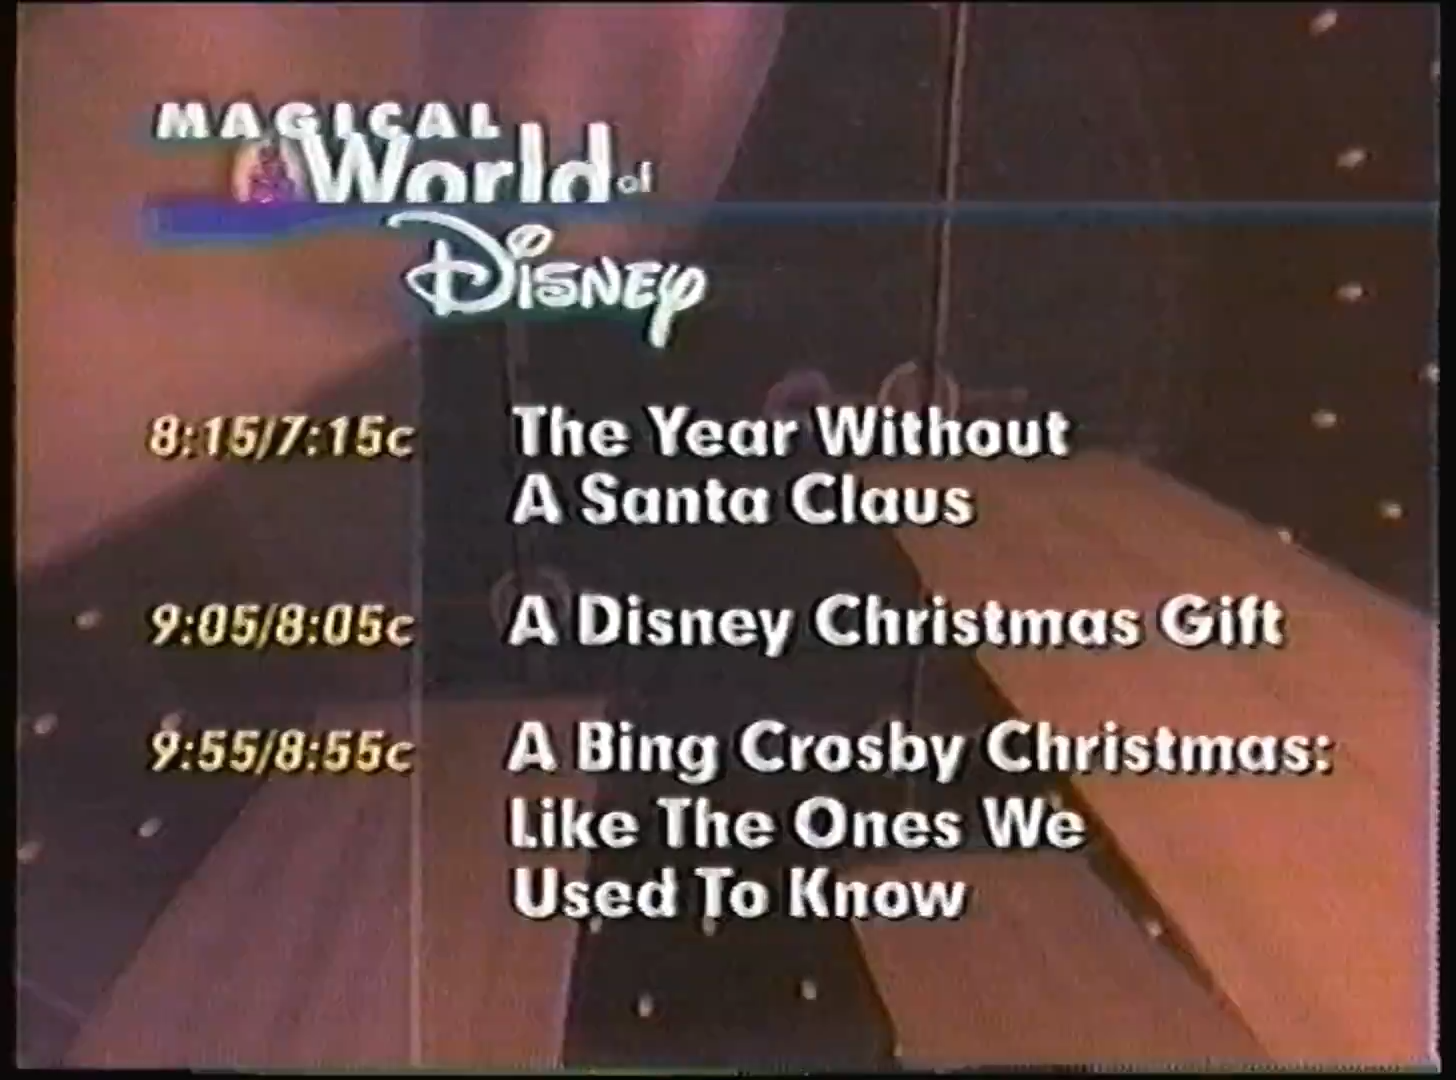 MAGICAL
World of
Disney
8:15/7:15c The Year Without
A Santa Claus
9:05/8:05c A Disney Christmas Gift
9:55/8:55c A Bing Crosby Christmas:
Like The Ones We
Used To Know